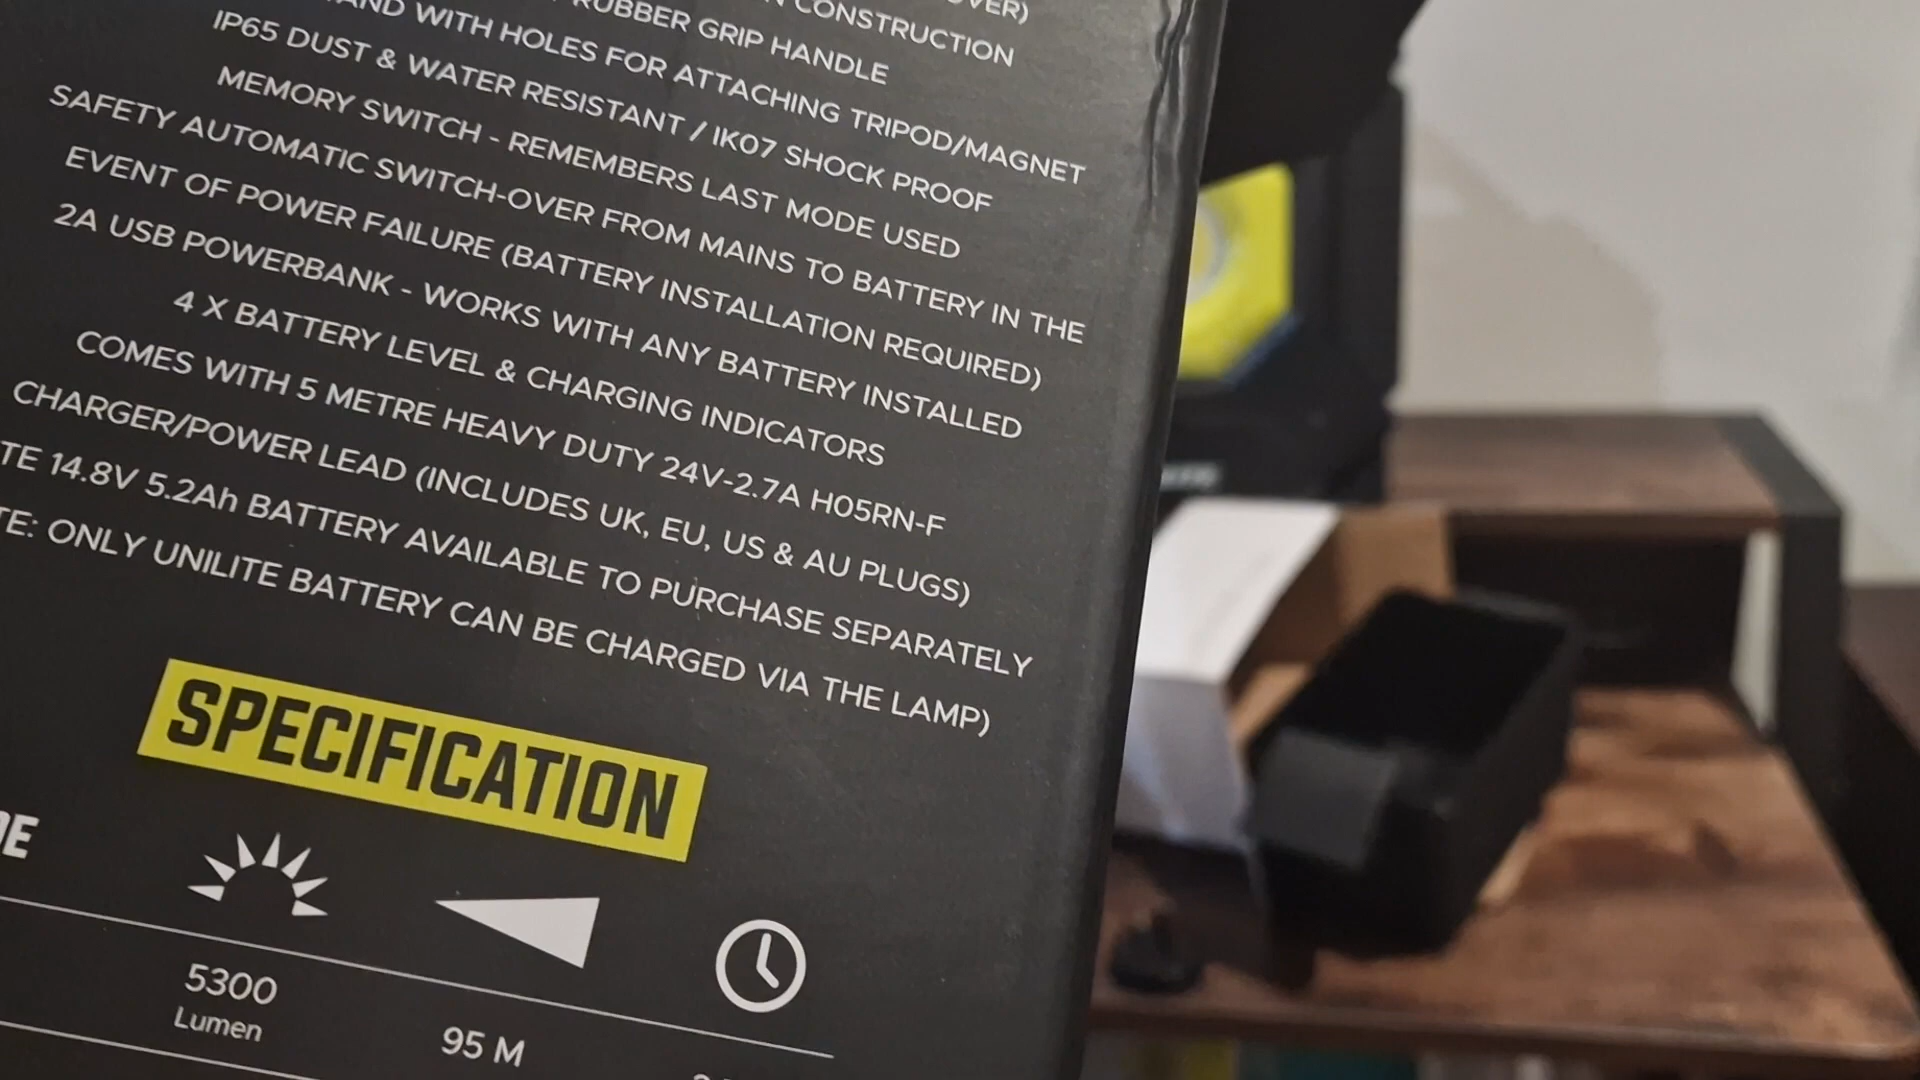 CONSTRUCTION
RUBBER GRIP HANDLE
WITH HOLES FOR ATTACHING TRIPOD/MAGNET
IP65 DUST & WATER RESISTANT / IK07 SHOCK PROOF
MEMORY SWITCH - REMEMBERS LAST MODE USED
SAFETY AUTOMATIC SWITCH-OVER FROM MAINS TO BATTERY IN THE
EVENT OF POWER FAILURE (BATTERY INSTALLATION REQUIRED)
2A USB POWERBANK - WORKS WITH ANY BATTERY INSTALLED
4 X BATTERY LEVEL & CHARGING INDICATORS
COMES WITH 5 METRE HEAVY DUTY 24V-2.7A H05RN-F
CHARGER/POWER LEAD (INCLUDES UK, EU, US & AU PLUGS)
14.8V 5.2Ah BATTERY AVAILABLE TO PURCHASE SEPARATELY
ONLY UNILITE BATTERY CAN BE CHARGED VIA THE LAMP)
SPECIFICATION
5300
Lumen
95 M